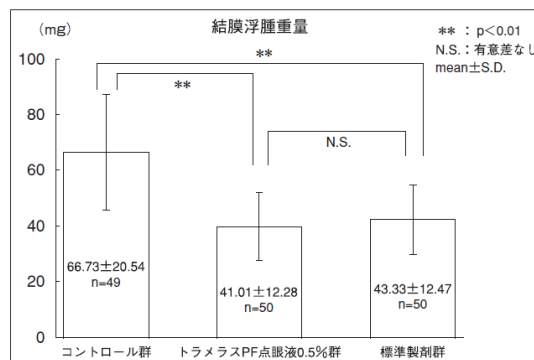 結膜浮腫重量
(mg)
** : p<0.01
N.S.:有意差なし
mean±S.D.
100
80
60
40
20
0
**
**
N.S.
66.73±20.54
n=49
41.01±12.28
n=50
43.33±12.47
n=50
コントロール群
トラメラスPF点眼液0.5%群
標準製剤群